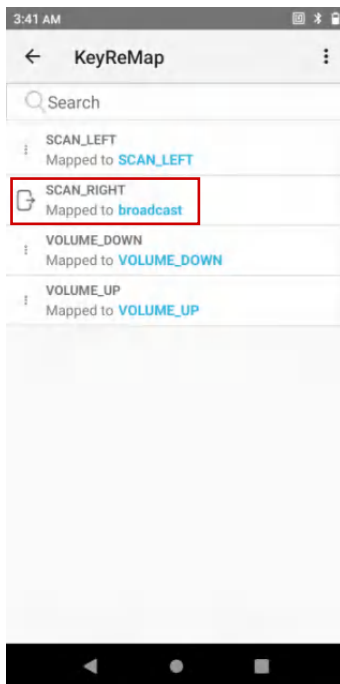 3:41 AM
KeyReMap
Search
SCAN_LEFT
Mapped to SCAN_LEFT
SCAN_RIGHT
Mapped to broadcast
VOLUME_DOWN
Mapped to VOLUME_DOWN
VOLUME_UP
Mapped to VOLUME_UP